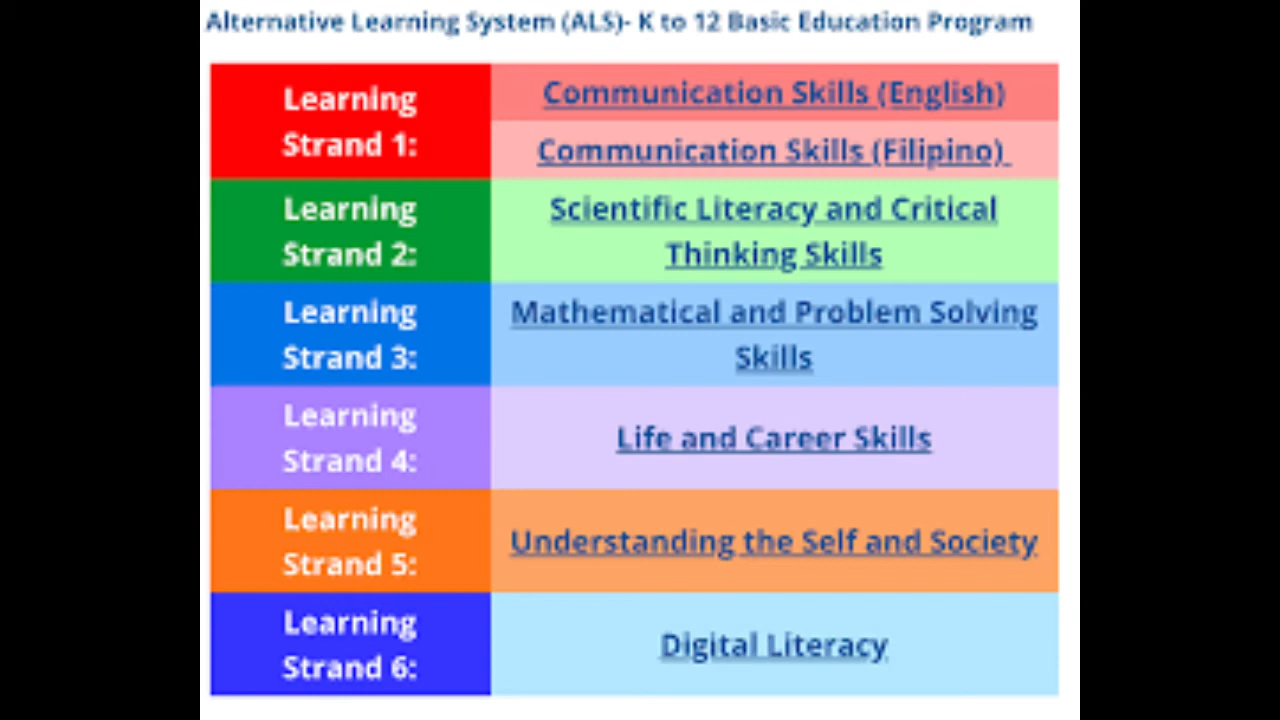 Alternative Learning System (ALS)- K to 12 Basic Education Program
Learning
Strand 1:
Communication Skills (English)
Communication Skills (Filipino)
Learning
Strand 2:
Scientific Literacy and Critical
Thinking Skills
Learning
Strand 3:
Mathematical and Problem Solving
Skills
Learning
Strand 4:
Life and Career Skills
Learning
Strand 5:
Understanding the Self and Society
Learning
Strand 6:
Digital Literacy